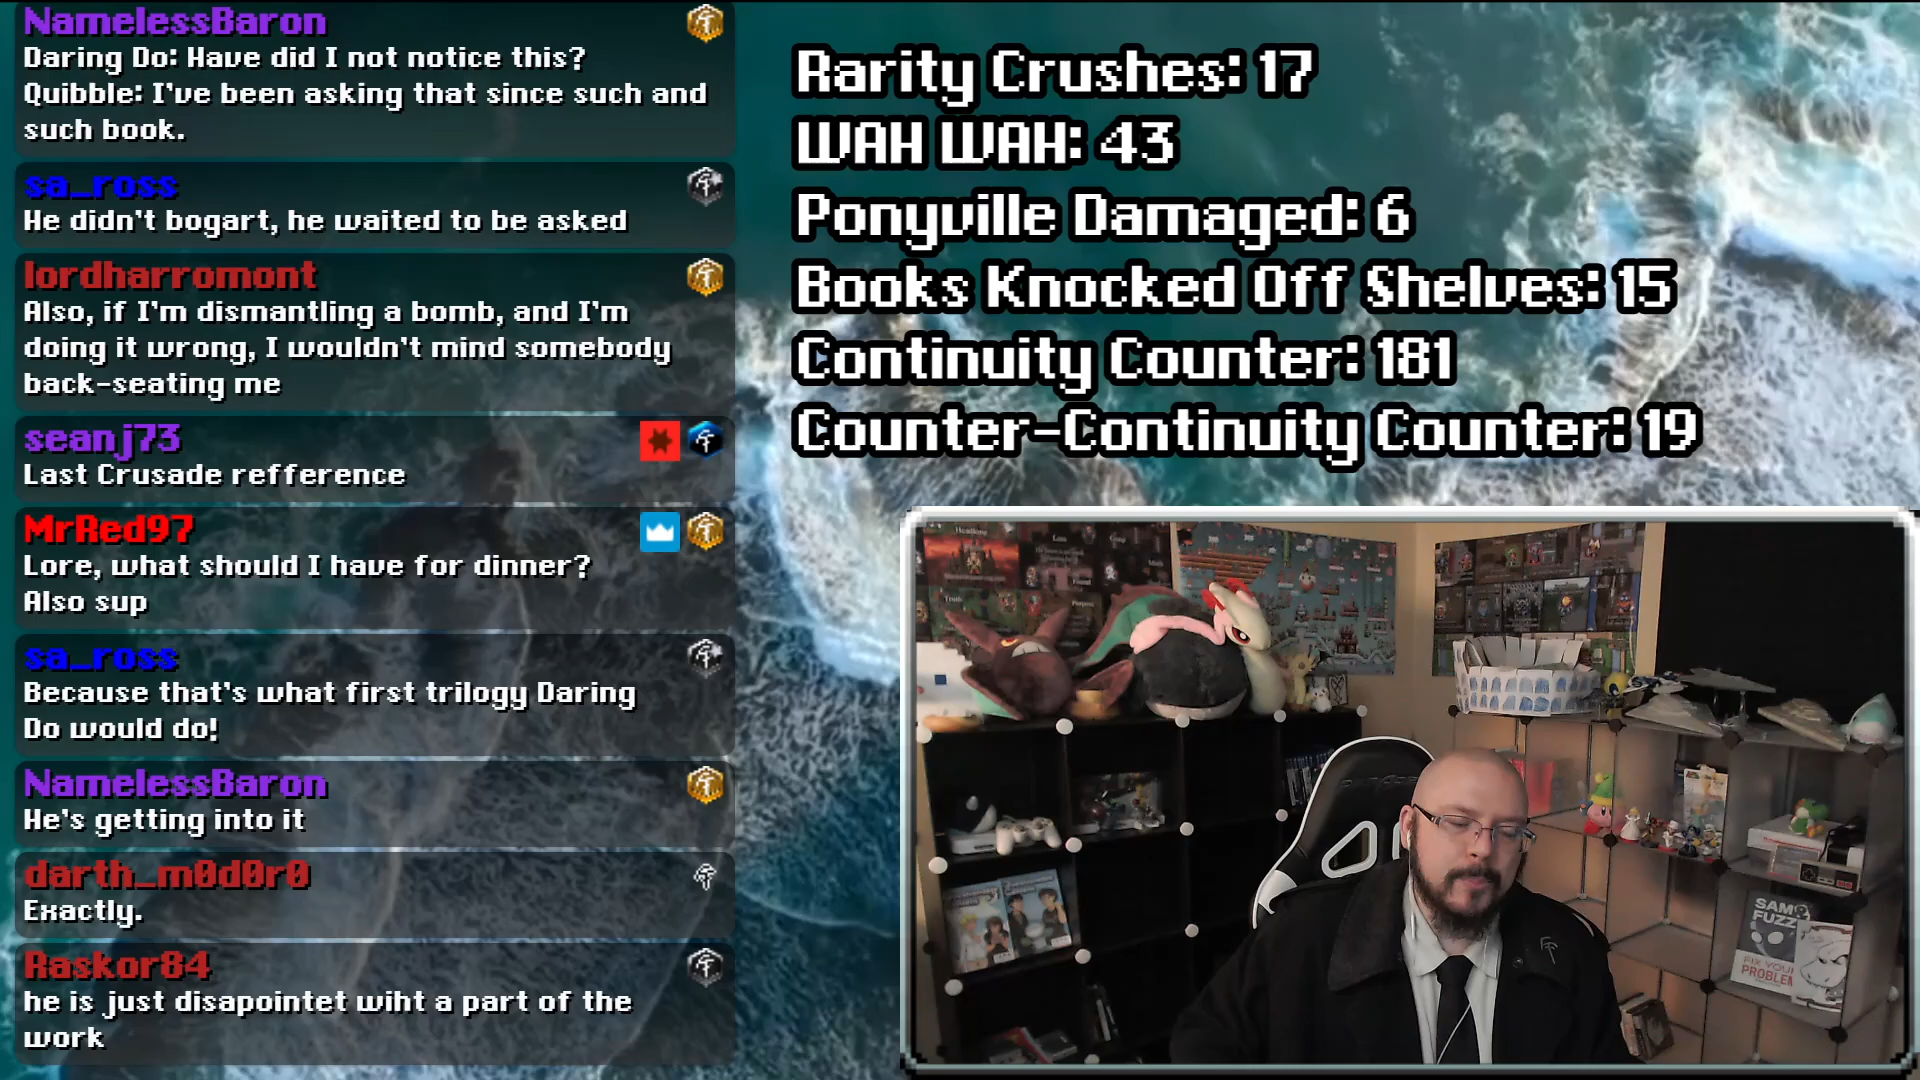 NamelessBaron
Daring Do: Have did I not notice this?
Quibble: I've been asking that since such and
such book.
sa_ross
He didn't bogart, he waited to be asked
lordharromont
Also, if I'm dismantling a bomb, and I'm
doing it wrong, I wouldn't mind somebody
back-seating me
seanj73
Last Crusade refference
MrRed97
Lore, what should I have for dinner?
Also sup
sa_ross
Because that's what first trilogy Daring
Do would do!
NamelessBaron
He's getting into it
darth_m0d0r0
Exactly.
Raskor84
he is just disapointet wiht a part of the
work
Rarity Crushes: 17
WAH WAH: 43
Ponyville Damaged: 6
Books Knocked Off Shelves: 15
Continuity Counter: 181
Counter-Continuity Counter: 19
SAM
FUZZ
FIX YOUR
PROBLEM